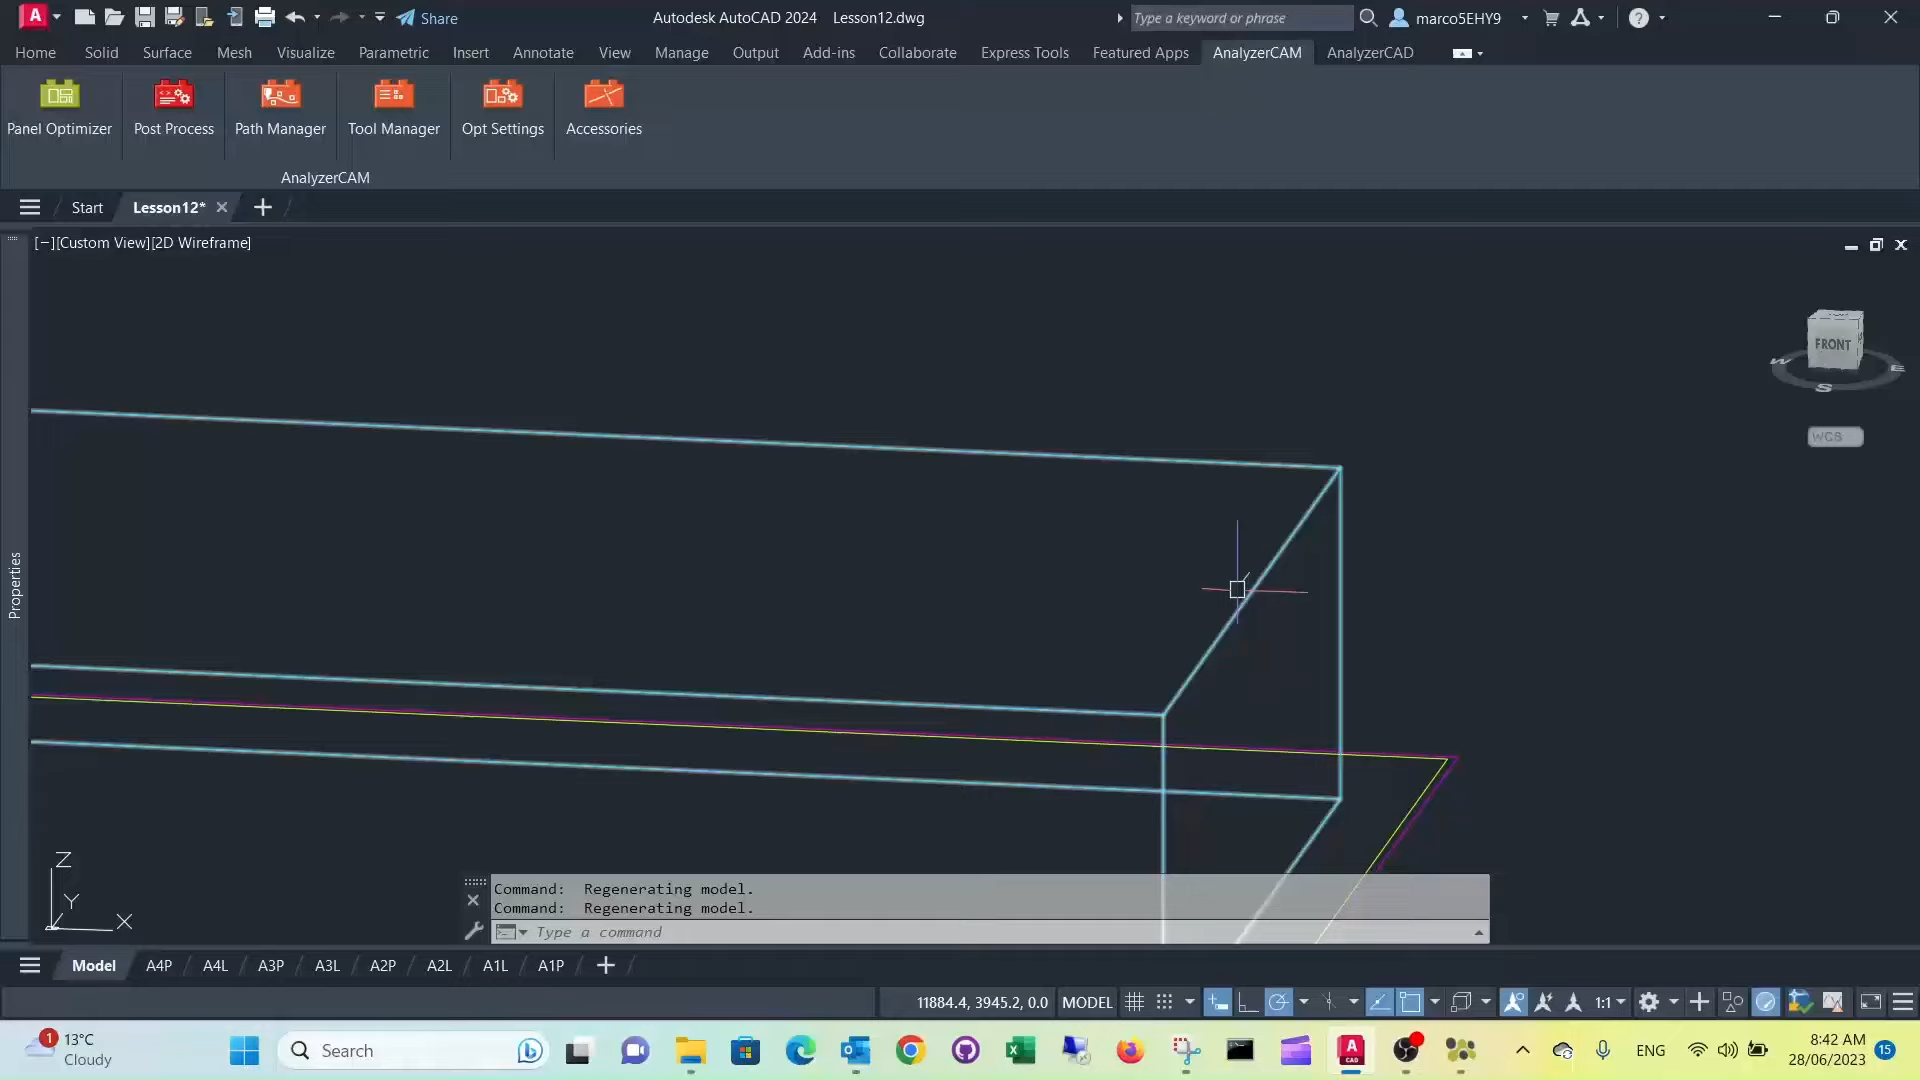 A Share Autodesk AutoCAD 2024 Lesson12.dwg Type a keyword or phrase marco5EHY9
Home Solid Surface Mesh Visualize Parametric Insert Annotate View Manage Output Add-ins Collaborate Express Tools Featured Apps AnalyzerCAM AnalyzerCAD
Panel Optimizer Post Process Path Manager Tool Manager Opt Settings Accessories
AnalyzerCAM
Start Lesson12*
[−][Custom View][2D Wireframe]
FRONT
W E
S
WCS
Properties
Z
Y
X
Command: Regenerating model.
Command: Regenerating model.
Type a command
Model A4P A4L A3P A3L A2P A2L A1L A1P
11884.4, 3945.2, 0.0 MODEL 1:1
1 13°C Search ENG 8:42 AM
Cloudy 28/06/2023 15